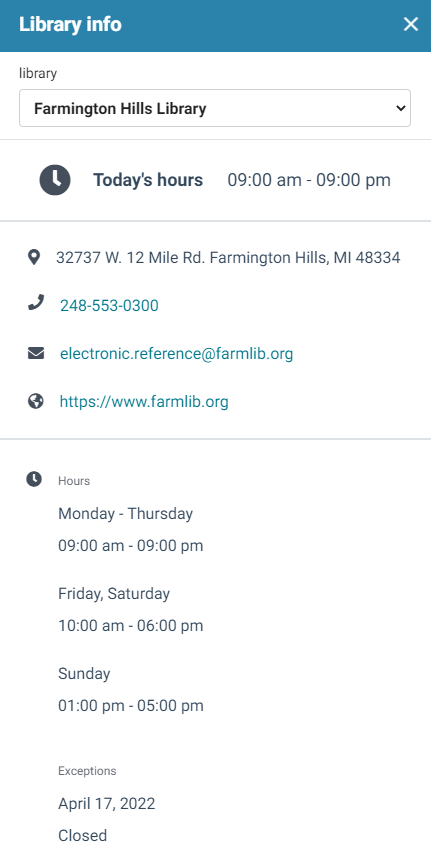 Library info
library
Farmington Hills Library
Today's hours 09:00 am - 09:00 pm
32737 W. 12 Mile Rd. Farmington Hills, MI 48334
248-553-0300
electronic.reference@farmlib.org
https://www.farmlib.org
Hours
Monday - Thursday
09:00 am - 09:00 pm
Friday, Saturday
10:00 am - 06:00 pm
Sunday
01:00 pm - 05:00 pm
Exceptions
April 17, 2022
Closed